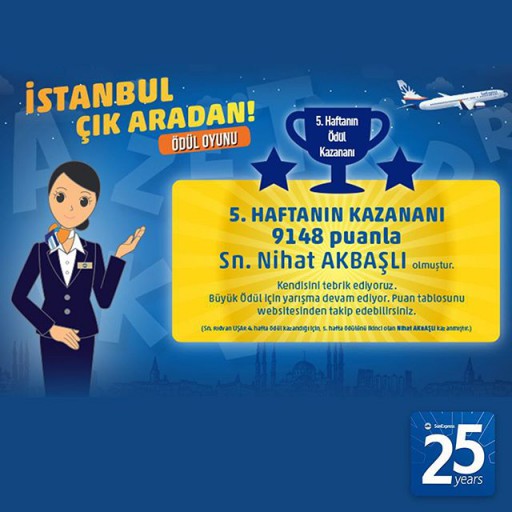 İSTANBUL
ÇIK ARADAN!
ÖDÜL OYUNU
5. Haftanın
Ödül
Kazananı
5. HAFTANIN KAZANANI
9148 puanla
Sn. Nihat AKBAŞLI olmuştur.
Kendisini tebrik ediyoruz.
Büyük Ödül için yarışma devam ediyor. Puan tablosunu
websitesinden takip edebilirsiniz.
(Sn. Rıdvan UŞAK 4. hafta ödül kazandığı için, 5. hafta ödülünü ikinci olan Nihat AKBAŞLI kazanmıştır.)
SunExpress
25
years